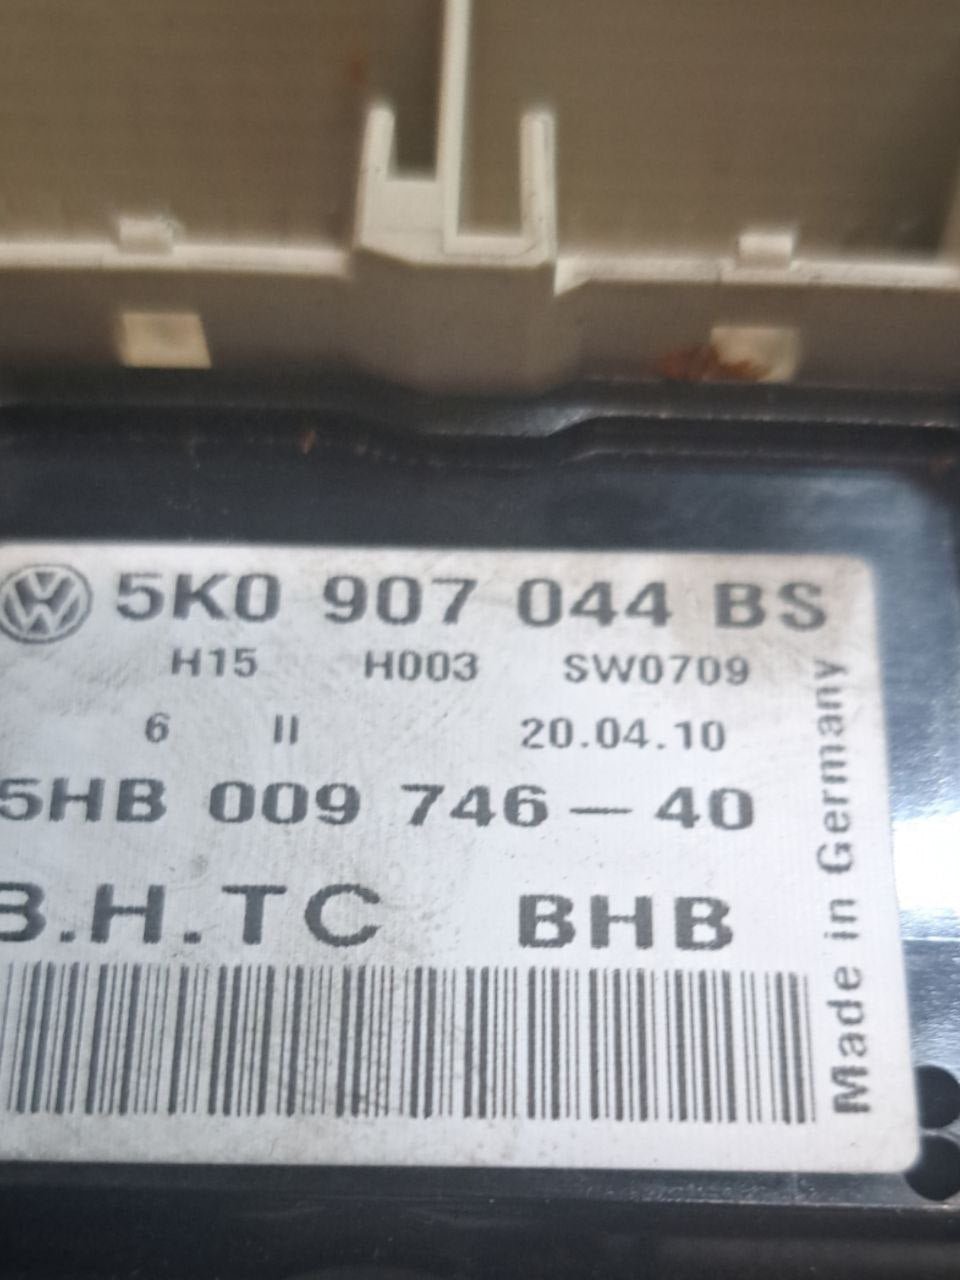 5K0 907 044 BS
H15 H003 SW0709
6 II 20.04.10
5HB 009 746-40
B.H.TC BHB
Made in Germany